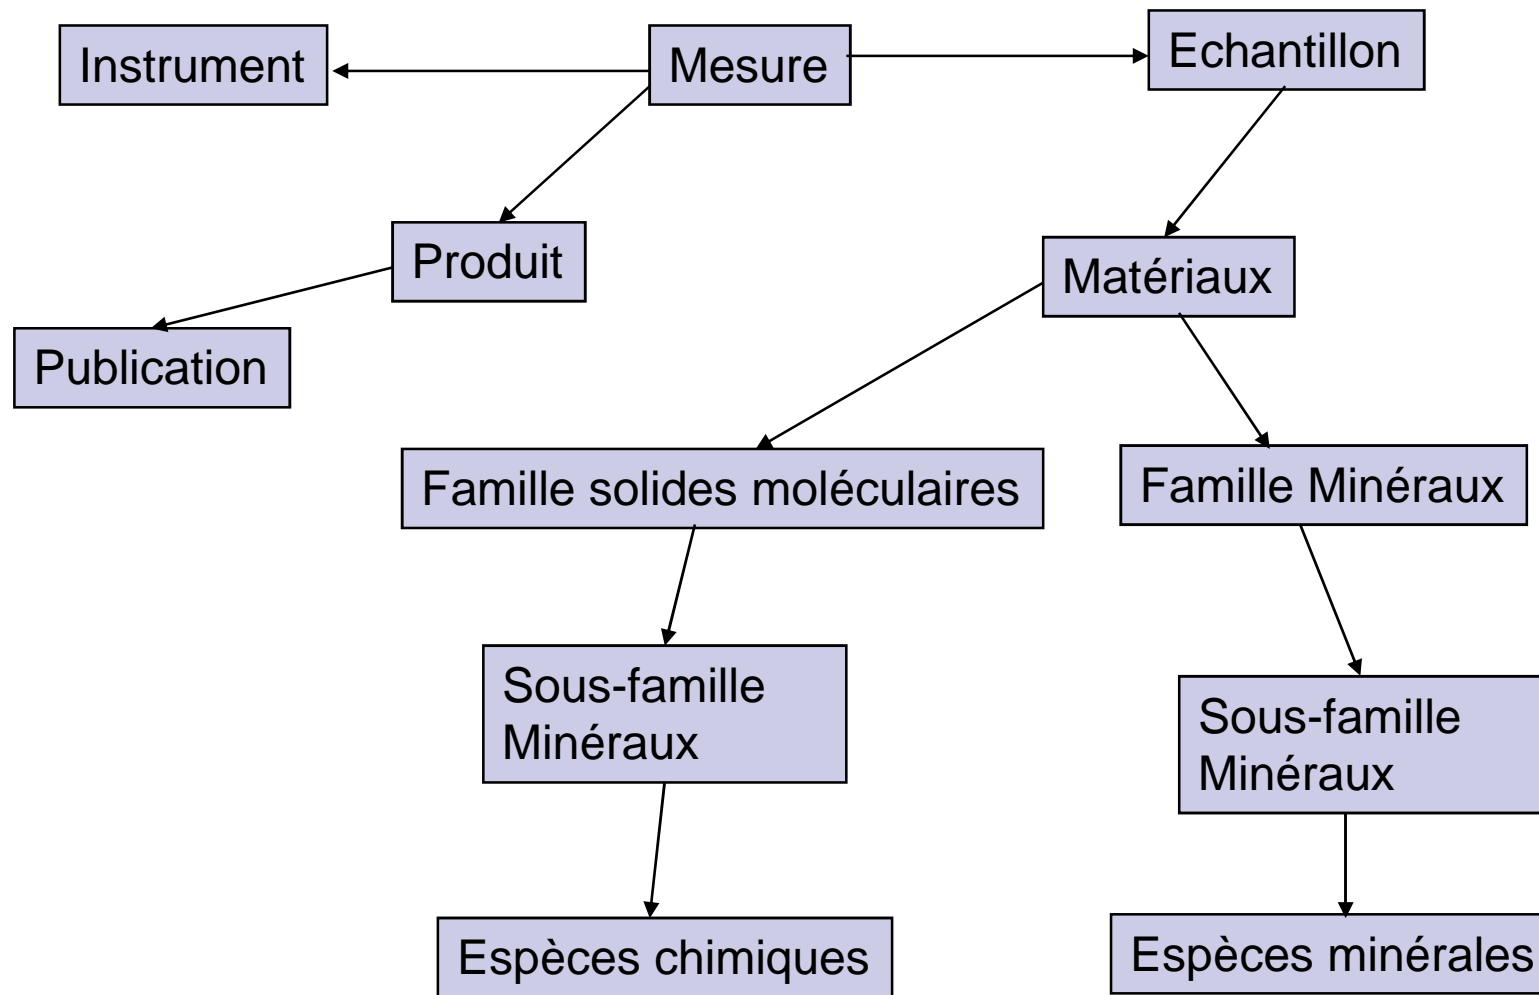 Instrument
Mesure
Echantillon
Produit
Matériaux
Publication
Famille solides moléculaires
Famille Minéraux
Sous-famille
Minéraux
Sous-famille
Minéraux
Espèces chimiques
Espèces minérales